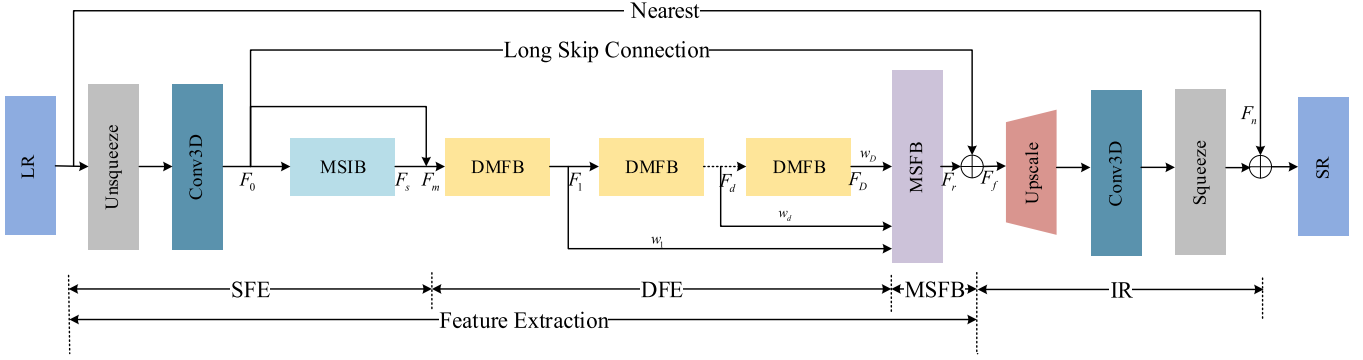 Nearest
Long Skip Connection
LR
Unsqueeze
Conv3D
F0
MSIB
Fs
Fm
DMFB
F1
DMFB
Fd
DMFB
wD
FD
wd
w1
MSFB
Fr
Ff
Upscale
Conv3D
Squeeze
Fn
SR
SFE
DFE
MSFB
IR
Feature Extraction